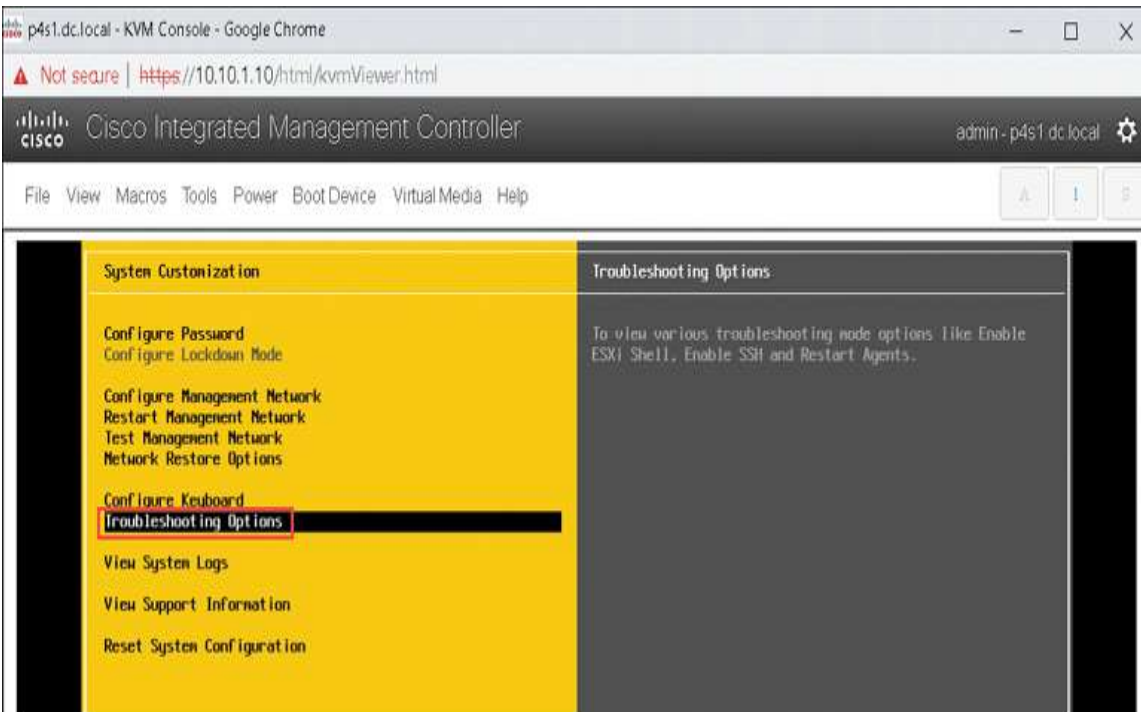 p4s1.dc.local - KVM Console - Google Chrome
Not secure | https://10.10.1.10/html/kvmViewer.html
cisco Cisco Integrated Management Controller
admin - p4s1.dc.local
File View Macros Tools Power Boot Device Virtual Media Help
A 1 S
System Customization
Configure Password
Configure Lockdown Mode
Configure Management Network
Restart Management Network
Test Management Network
Network Restore Options
Configure Keyboard
Troubleshooting Options
View System Logs
View Support Information
Reset System Configuration
Troubleshooting Options
To view various troubleshooting mode options like Enable
ESXi Shell, Enable SSH and Restart Agents.